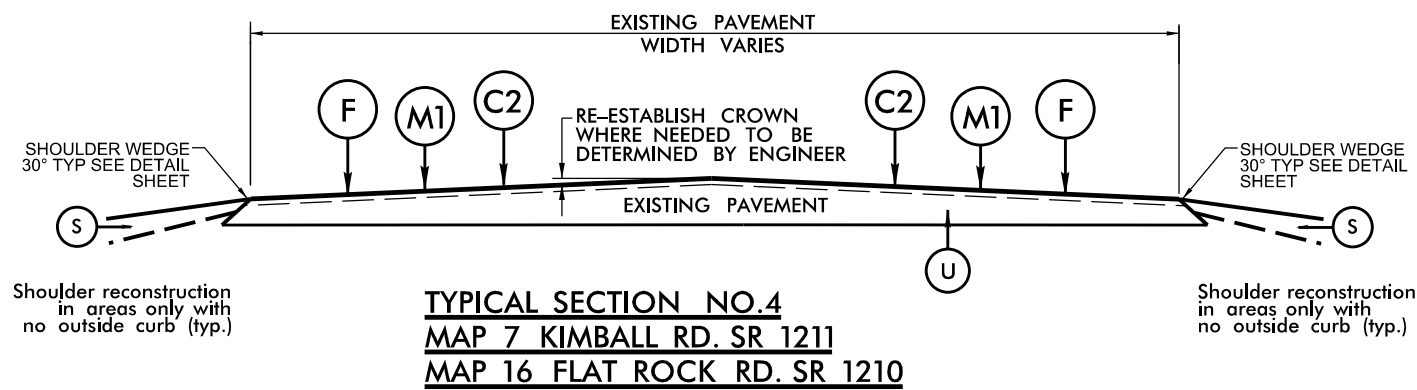 EXISTING PAVEMENT
WIDTH VARIES
F
M1
C2
C2
M1
F
RE-ESTABLISH CROWN
WHERE NEEDED TO BE
DETERMINED BY ENGINEER
SHOULDER WEDGE
30° TYP SEE DETAIL
SHEET
SHOULDER WEDGE
30° TYP SEE DETAIL
SHEET
EXISTING PAVEMENT
S
S
U
Shoulder reconstruction
in areas only with
no outside curb (typ.)
Shoulder reconstruction
in areas only with
no outside curb (typ.)
TYPICAL SECTION NO.4
MAP 7 KIMBALL RD. SR 1211
MAP 16 FLAT ROCK RD. SR 1210